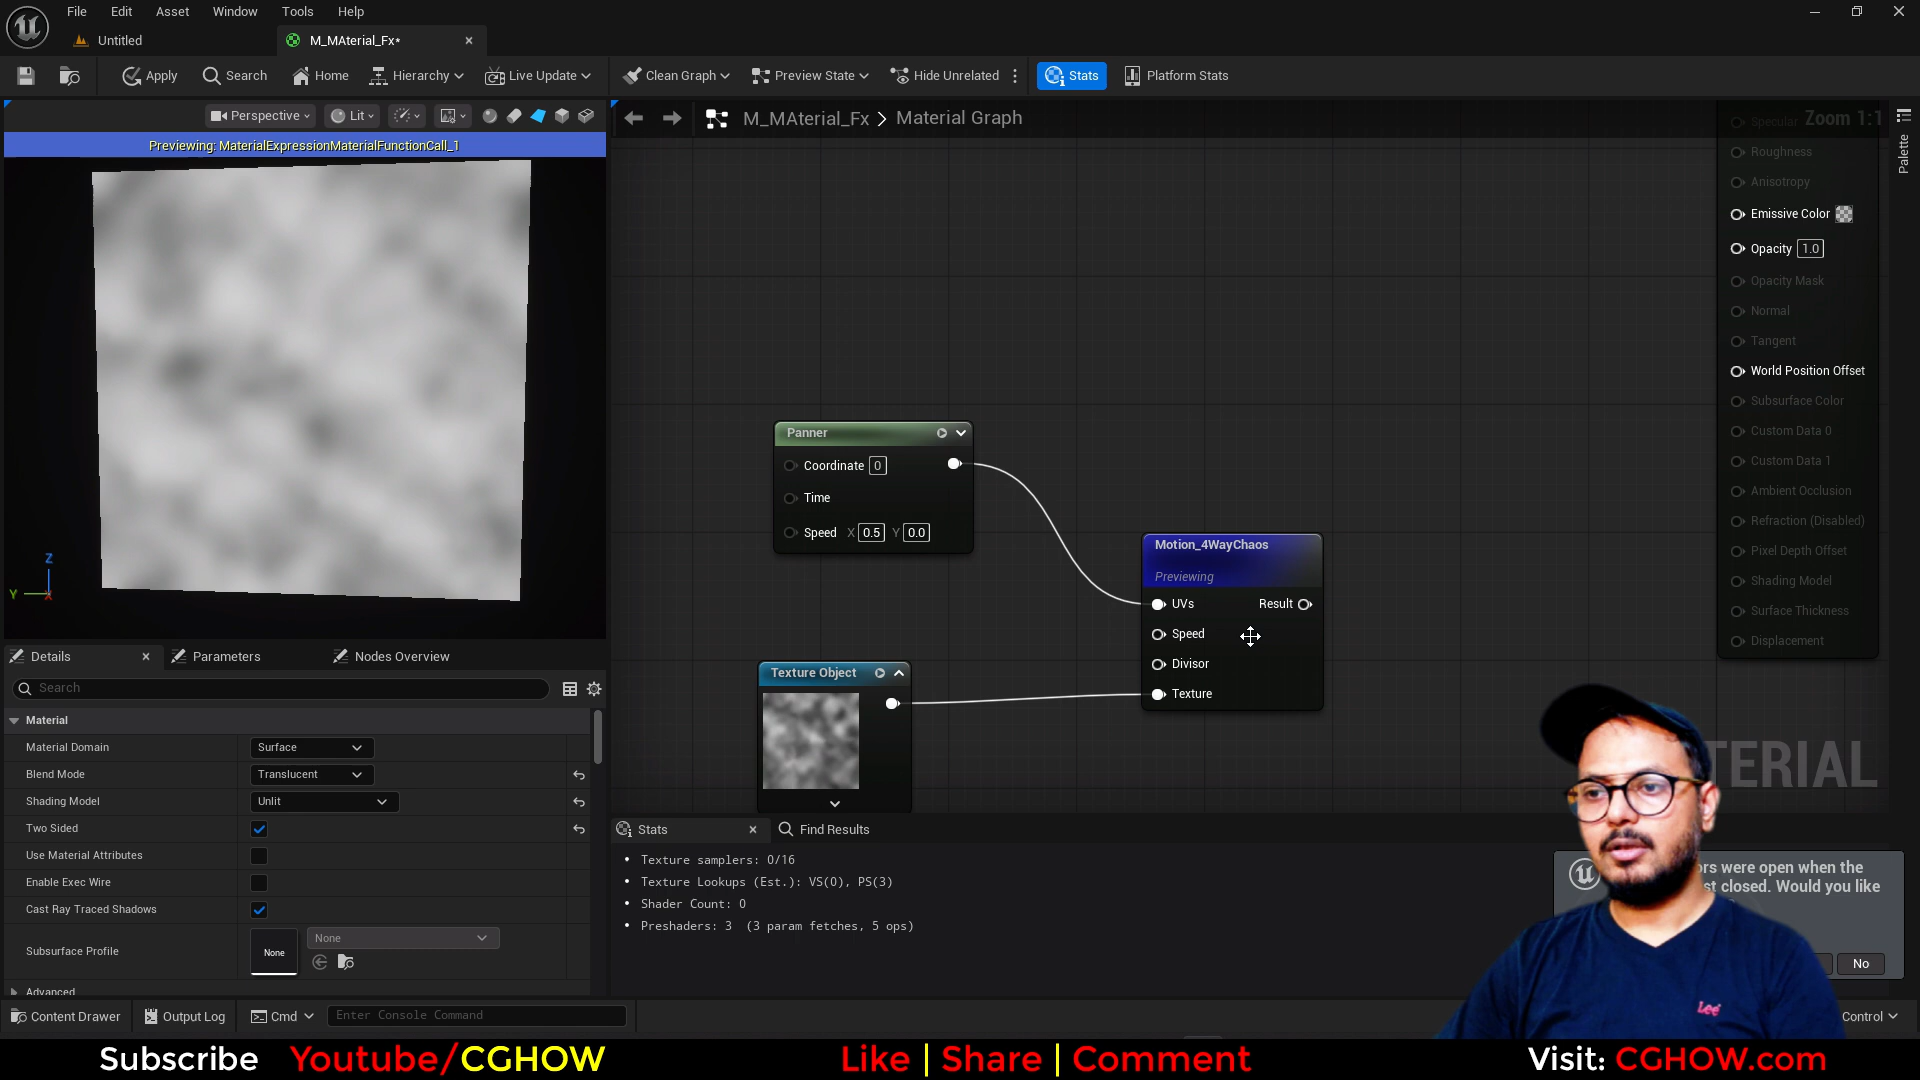 File Edit Asset Window Tools Help
Untitled
M_MAterial_Fx*
Apply
Search
Home
Hierarchy
Live Update
Clean Graph
Preview State
Hide Unrelated
Stats
Platform Stats
Perspective
Lit
Previewing: MaterialExpressionMaterialFunctionCall_1
Z
Y
X
M_MAterial_Fx > Material Graph
Zoom 1:1
Palette
Specular
Roughness
Anisotropy
Emissive Color
Opacity 1.0
Opacity Mask
Normal
Tangent
World Position Offset
Subsurface Color
Custom Data 0
Custom Data 1
Ambient Occlusion
Refraction (Disabled)
Pixel Depth Offset
Shading Model
Surface Thickness
Displacement
Panner
Coordinate 0
Time
Speed X 0.5 Y 0.0
Motion_4WayChaos
Previewing
UVs Result
Speed
Divisor
Texture
Texture Object
TERIAL
Details
Parameters
Nodes Overview
Search
Material
Material Domain Surface
Blend Mode Translucent
Shading Model Unlit
Two Sided
Use Material Attributes
Enable Exec Wire
Cast Ray Traced Shadows
Subsurface Profile None None
Advanced
Stats
Find Results
Texture samplers: 0/16
Texture Lookups (Est.): VS(0), PS(3)
Shader Count: 0
Preshaders: 3 (3 param fetches, 5 ops)
ors were open when the
st closed. Would you like
No
Lee
Content Drawer
Output Log
Cmd
Enter Console Command
Control
Subscribe Youtube/CGHOW
Like | Share | Comment
Visit: CGHOW.com